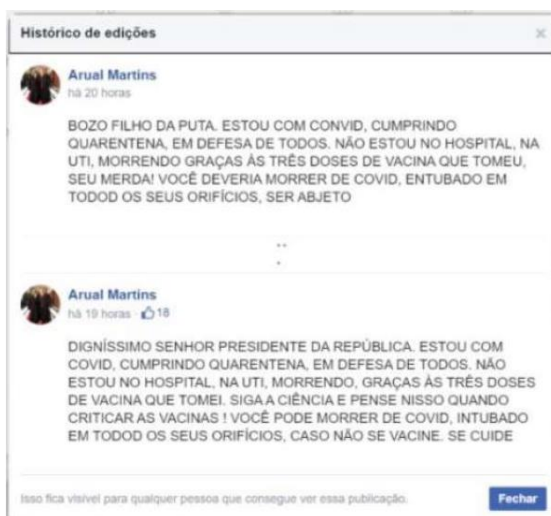 Histórico de edições
Arual Martins
há 20 horas
BOZO FILHO DA PUTA. ESTOU COM CONVID, CUMPRINDO
QUARENTENA, EM DEFESA DE TODOS. NÃO ESTOU NO HOSPITAL, NA
UTI, MORRENDO GRAÇAS ÀS TRÊS DOSES DE VACINA QUE TOMEU,
SEU MERDA! VOCÊ DEVERIA MORRER DE COVID, ENTUBADO EM
TODOD OS SEUS ORIFÍCIOS, SER ABJETO
Arual Martins
há 19 horas · 18
DIGNÍSSIMO SENHOR PRESIDENTE DA REPÚBLICA. ESTOU COM
COVID, CUMPRINDO QUARENTENA, EM DEFESA DE TODOS. NÃO
ESTOU NO HOSPITAL, NA UTI, MORRENDO, GRAÇAS ÀS TRÊS DOSES
DE VACINA QUE TOMEI. SIGA A CIÊNCIA E PENSE NISSO QUANDO
CRITICAR AS VACINAS ! VOCÊ PODE MORRER DE COVID, INTUBADO
EM TODOD OS SEUS ORIFÍCIOS, CASO NÃO SE VACINE. SE CUIDE
Isso fica visível para qualquer pessoa que consegue ver essa publicação.
Fechar